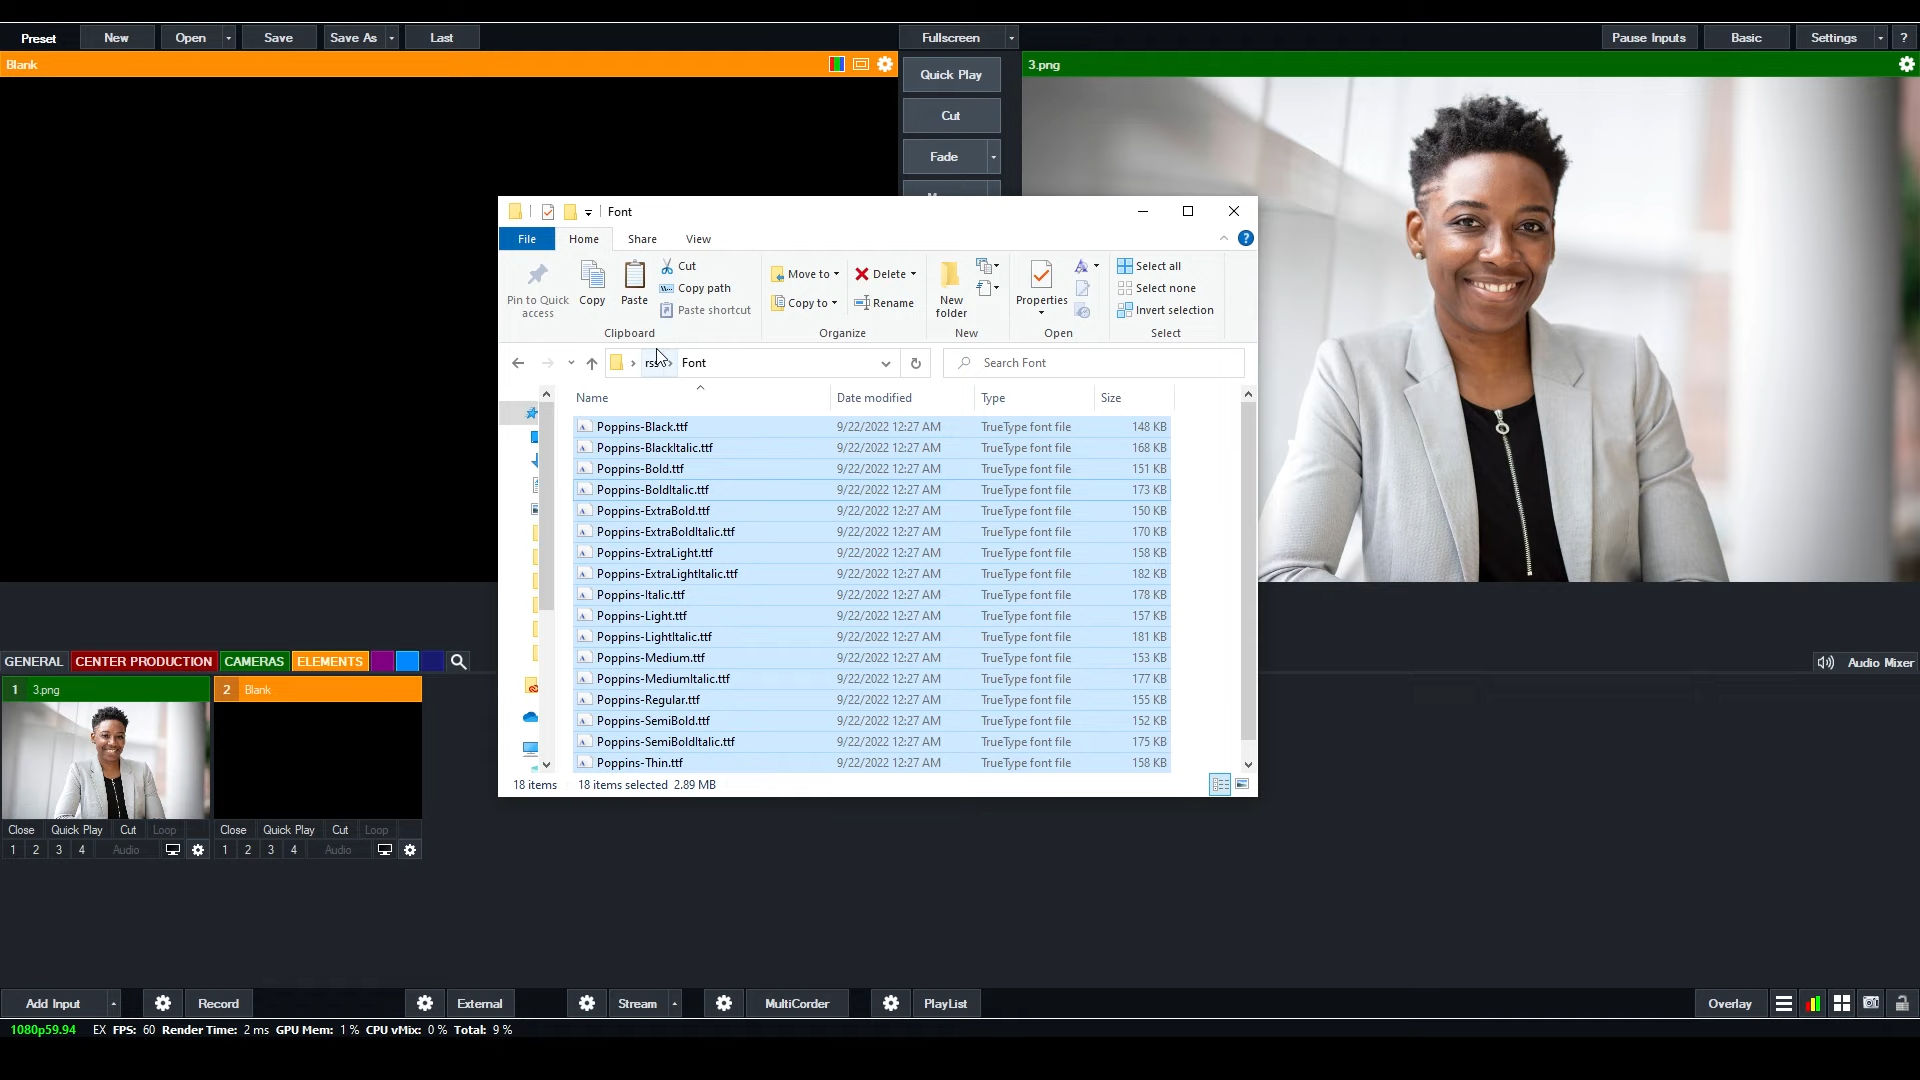 Preset New Open Save Save As Last Fullscreen Pause Inputs Basic Settings ?
Blank
3.png
Quick Play
Cut
Fade
Font
File Home Share View
Pin to Quick access
Copy
Paste
Cut
Copy path
Paste shortcut
Clipboard
Move to
Copy to
Delete
Rename
Organize
New folder
New
Properties
Open
Select all
Select none
Invert selection
Select
Font
Search Font
Name Date modified Type Size
Poppins-Black.ttf 9/22/2022 12:27 AM TrueType font file 148 KB
Poppins-BlackItalic.ttf 9/22/2022 12:27 AM TrueType font file 168 KB
Poppins-Bold.ttf 9/22/2022 12:27 AM TrueType font file 151 KB
Poppins-BoldItalic.ttf 9/22/2022 12:27 AM TrueType font file 173 KB
Poppins-ExtraBold.ttf 9/22/2022 12:27 AM TrueType font file 150 KB
Poppins-ExtraBoldItalic.ttf 9/22/2022 12:27 AM TrueType font file 170 KB
Poppins-ExtraLight.ttf 9/22/2022 12:27 AM TrueType font file 158 KB
Poppins-ExtraLightItalic.ttf 9/22/2022 12:27 AM TrueType font file 182 KB
Poppins-Italic.ttf 9/22/2022 12:27 AM TrueType font file 178 KB
Poppins-Light.ttf 9/22/2022 12:27 AM TrueType font file 157 KB
Poppins-LightItalic.ttf 9/22/2022 12:27 AM TrueType font file 181 KB
Poppins-Medium.ttf 9/22/2022 12:27 AM TrueType font file 153 KB
Poppins-MediumItalic.ttf 9/22/2022 12:27 AM TrueType font file 177 KB
Poppins-Regular.ttf 9/22/2022 12:27 AM TrueType font file 155 KB
Poppins-SemiBold.ttf 9/22/2022 12:27 AM TrueType font file 152 KB
Poppins-SemiBoldItalic.ttf 9/22/2022 12:27 AM TrueType font file 175 KB
Poppins-Thin.ttf 9/22/2022 12:27 AM TrueType font file 158 KB
18 items 18 items selected 2.89 MB
GENERAL CENTER PRODUCTION CAMERAS ELEMENTS Audio Mixer
1 3.png 2 Blank
Close Quick Play Cut Loop Close Quick Play Cut Loop
1 2 3 4 Audio 1 2 3 4 Audio
Add Input Record External Stream MultiCorder PlayList Overlay
1080p59.94 EX FPS: 60 Render Time: 2 ms GPU Mem: 1 % CPU vMix: 0 % Total: 9 %